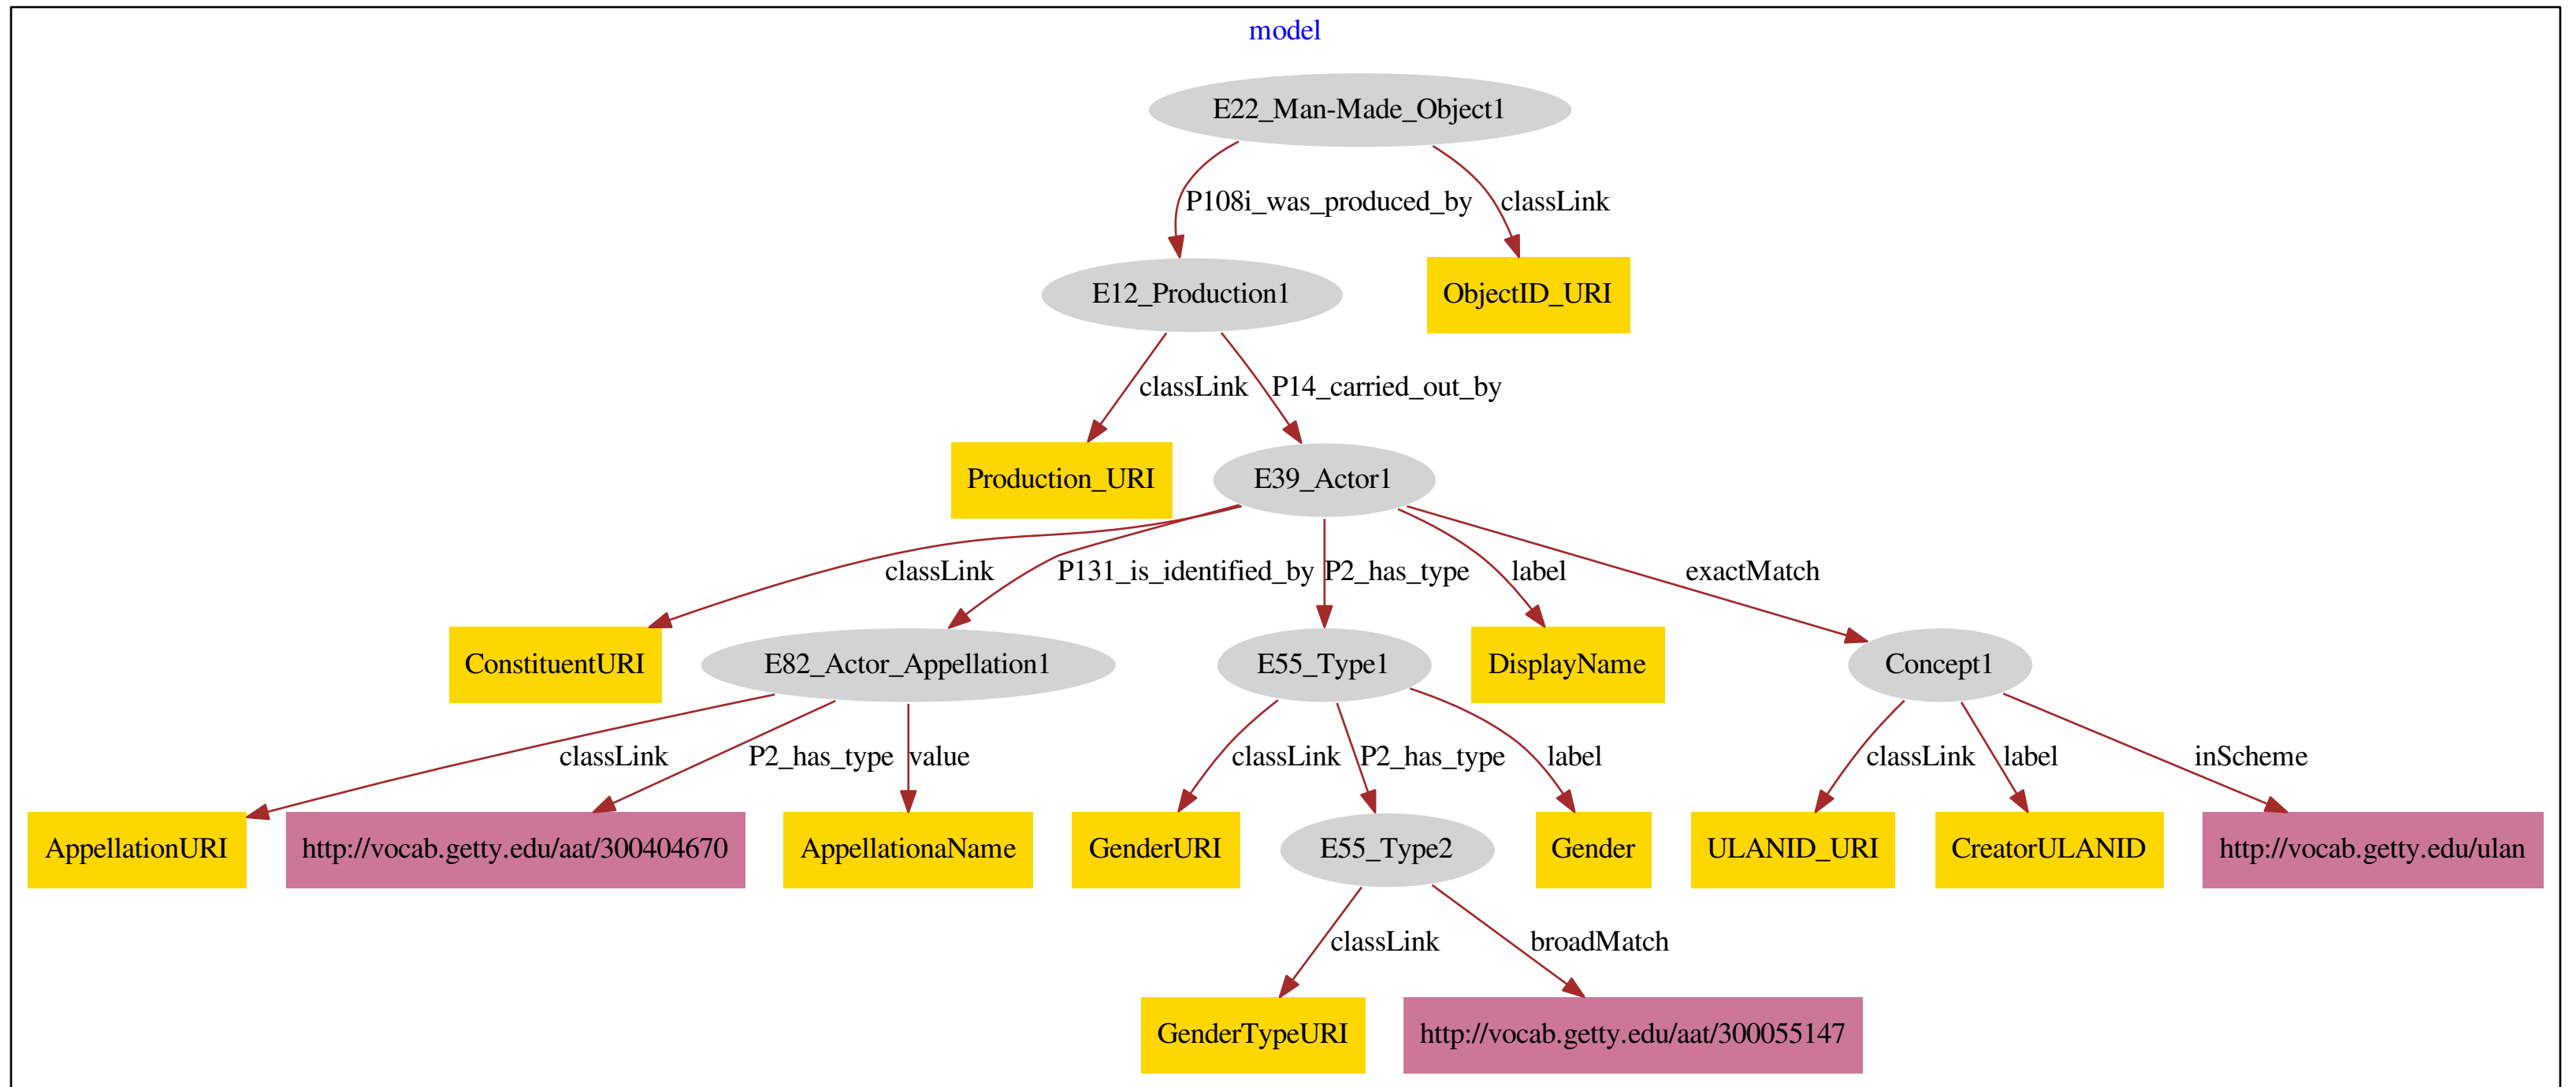 model
E22_Man-Made_Object1
P108i_was_produced_by
classLink
E12_Production1
ObjectID_URI
classLink
P14_carried_out_by
Production_URI
E39_Actor1
classLink
P131_is_identified_by
P2_has_type
label
exactMatch
ConstituentURI
E82_Actor_Appellation1
E55_Type1
DisplayName
Concept1
classLink
P2_has_type
value
classLink
P2_has_type
label
classLink
label
inScheme
AppellationURI
http://vocab.getty.edu/aat/300404670
AppellationaName
GenderURI
E55_Type2
Gender
ULANID_URI
CreatorULANID
http://vocab.getty.edu/ulan
classLink
broadMatch
GenderTypeURI
http://vocab.getty.edu/aat/300055147